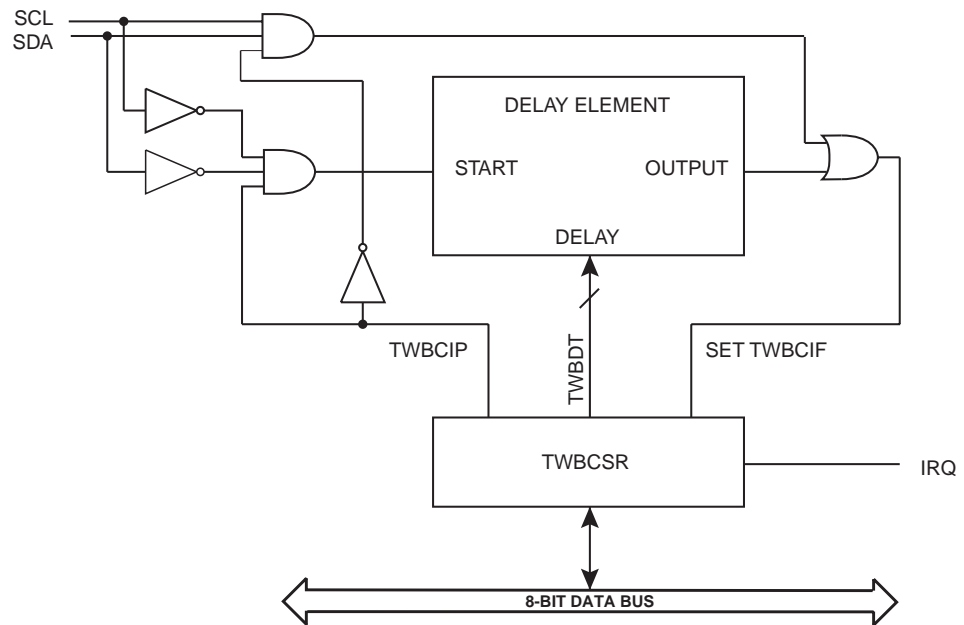 SCL
SDA
DELAY ELEMENT
START
OUTPUT
DELAY
TWBCIP
TWBDT
SET TWBCIF
TWBCSR
IRQ
8-BIT DATA BUS